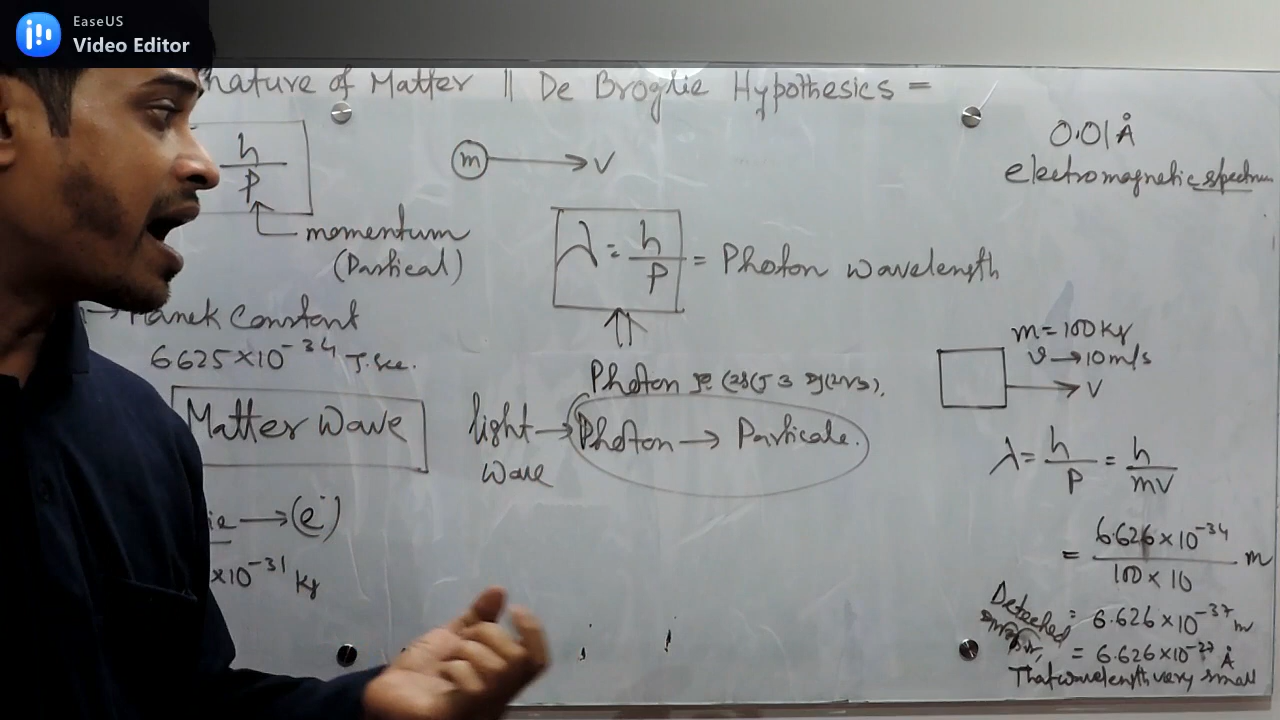 EaseUS
Video Editor
nature of Matter || De Broglie Hypothesics =
h
P
momentum
(Partical)
Planck Constant
6.625×10⁻³⁴ J.sec.
Matter Wave
→ (e⁻)
×10⁻³¹ kg
m → V
λ = h
P
= Photon wavelength
Photon
light → Photon → Particale.
wave
0.01 Å
electromagnetic spectrum
m = 100 kg
v → 10 m/s
V
λ = h/P = h/mV
= 6.626×10⁻³⁴ m
100 × 10
Detected
= 6.626×10⁻³⁷ m
= 6.626×10⁻²⁷ Å
That wavelength very small